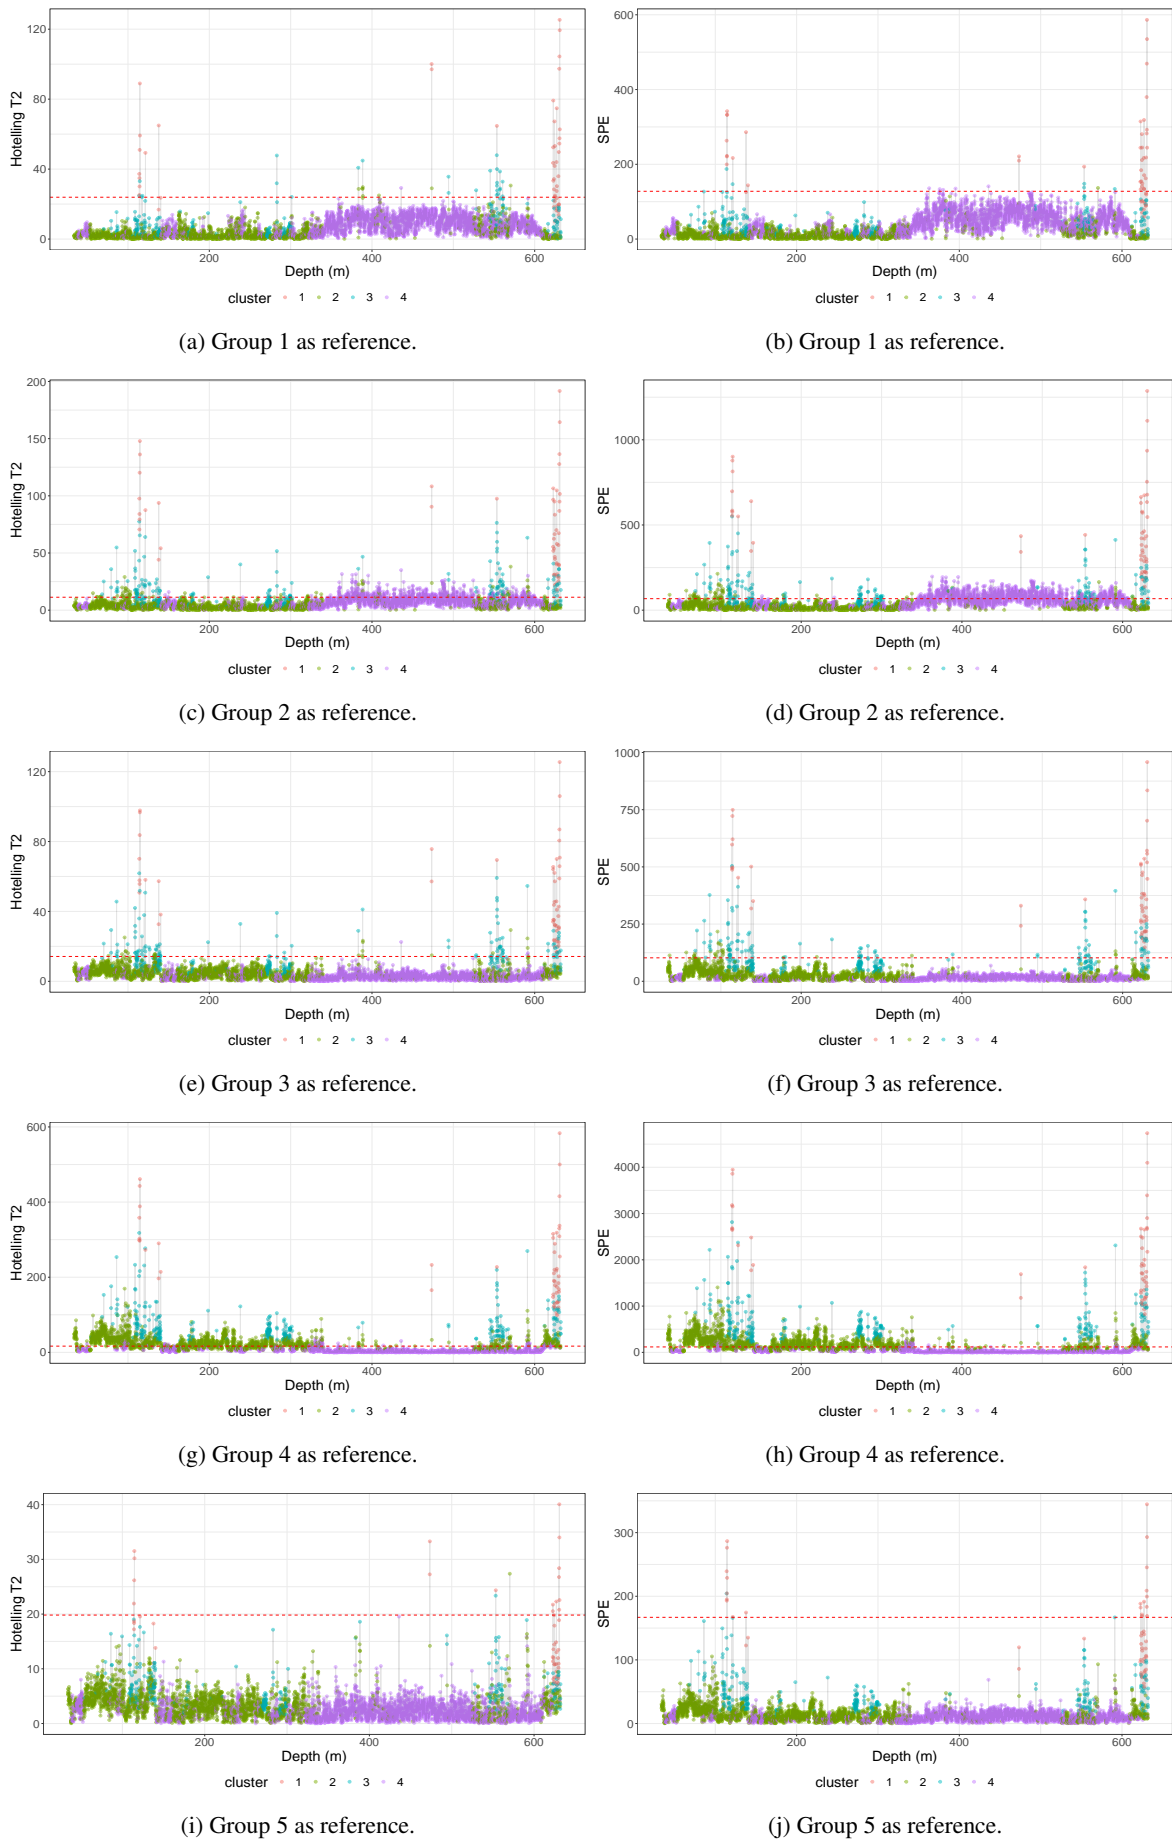 120
80
40
0
Hotelling T2
200
400
600
Depth (m)
cluster 1 2 3 4
(a) Group 1 as reference.
600
400
200
0
SPE
200
400
600
Depth (m)
cluster 1 2 3 4
(b) Group 1 as reference.
200
150
100
50
0
Hotelling T2
200
400
600
Depth (m)
cluster 1 2 3 4
(c) Group 2 as reference.
1000
500
0
SPE
200
400
600
Depth (m)
cluster 1 2 3 4
(d) Group 2 as reference.
120
80
40
0
Hotelling T2
200
400
600
Depth (m)
cluster 1 2 3 4
(e) Group 3 as reference.
1000
750
500
250
0
SPE
200
400
600
Depth (m)
cluster 1 2 3 4
(f) Group 3 as reference.
600
400
200
0
Hotelling T2
200
400
600
Depth (m)
cluster 1 2 3 4
(g) Group 4 as reference.
4000
3000
2000
1000
0
SPE
200
400
600
Depth (m)
cluster 1 2 3 4
(h) Group 4 as reference.
40
30
20
10
0
Hotelling T2
200
400
600
Depth (m)
cluster 1 2 3 4
(i) Group 5 as reference.
300
200
100
0
SPE
200
400
600
Depth (m)
cluster 1 2 3 4
(j) Group 5 as reference.